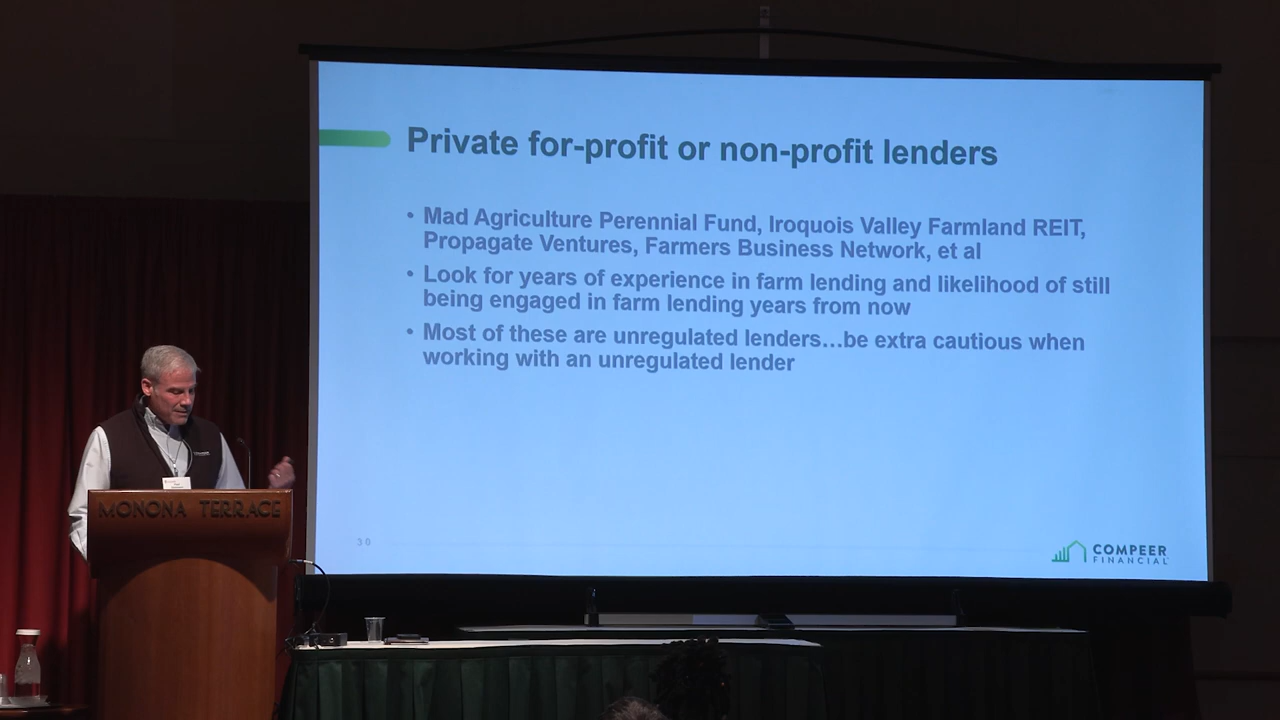 Private for-profit or non-profit lenders
• Mad Agriculture Perennial Fund, Iroquois Valley Farmland REIT,
Propagate Ventures, Farmers Business Network, et al
• Look for years of experience in farm lending and likelihood of still
being engaged in farm lending years from now
• Most of these are unregulated lenders…be extra cautious when
working with an unregulated lender
30
COMPEER
FINANCIAL
MONONA TERRACE